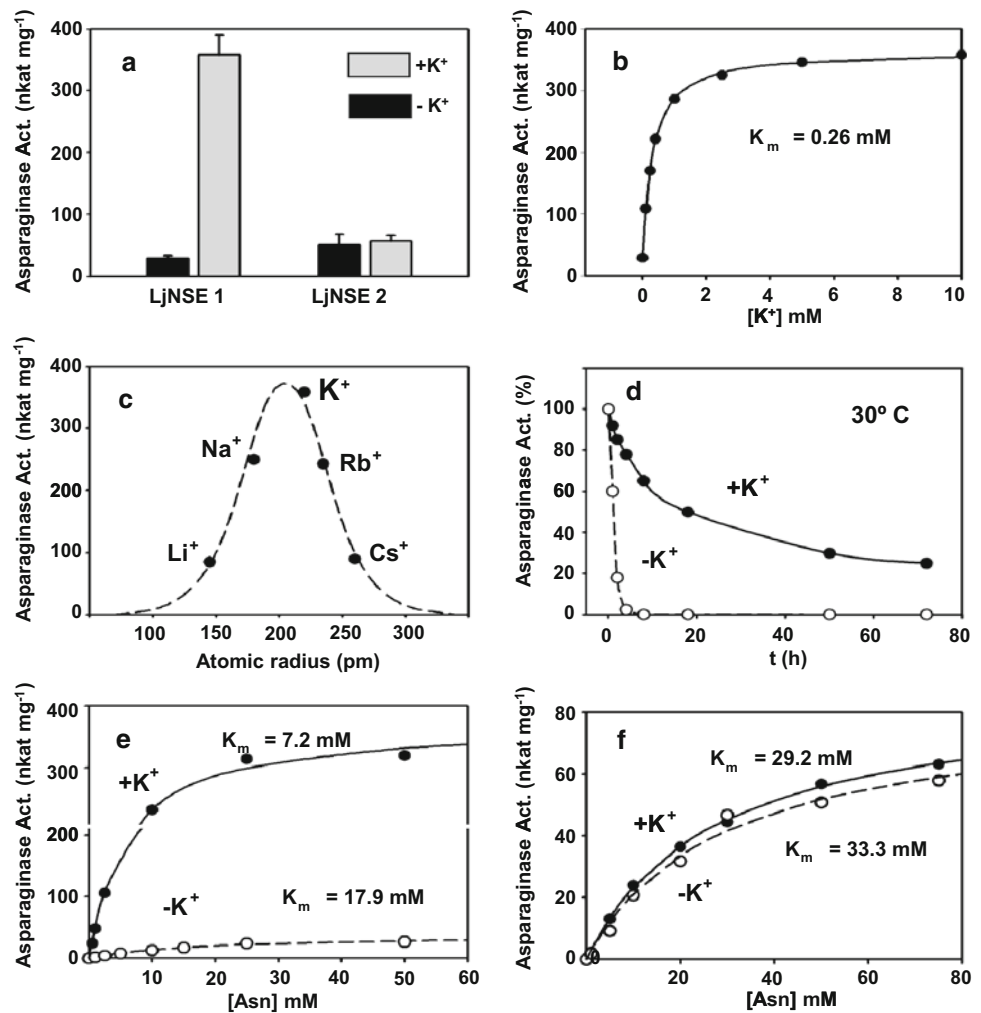 a
Asparaginase Act. (nkat mg⁻¹)
400
300
200
100
0
+K⁺
- K⁺
LjNSE 1
LjNSE 2
b
Asparaginase Act. (nkat mg⁻¹)
400
300
200
100
0
Kₘ = 0.26 mM
0 2 4 6 8 10
[K⁺] mM
c
Asparaginase Act. (nkat mg⁻¹)
400
300
200
100
0
K⁺
Na⁺
Rb⁺
Li⁺
Cs⁺
100 150 200 250 300
Atomic radius (pm)
d
Asparaginase Act. (%)
100
80
60
40
20
0
30º C
+K⁺
-K⁺
0 20 40 60 80
t (h)
e
Asparaginase Act. (nkat mg⁻¹)
400
300
200
100
0
Kₘ = 7.2 mM
+K⁺
-K⁺
Kₘ = 17.9 mM
10 20 30 40 50 60
[Asn] mM
f
Asparaginase Act. (nkat mg⁻¹)
80
60
40
20
0
Kₘ = 29.2 mM
+K⁺
Kₘ = 33.3 mM
-K⁺
0 20 40 60 80
[Asn] mM